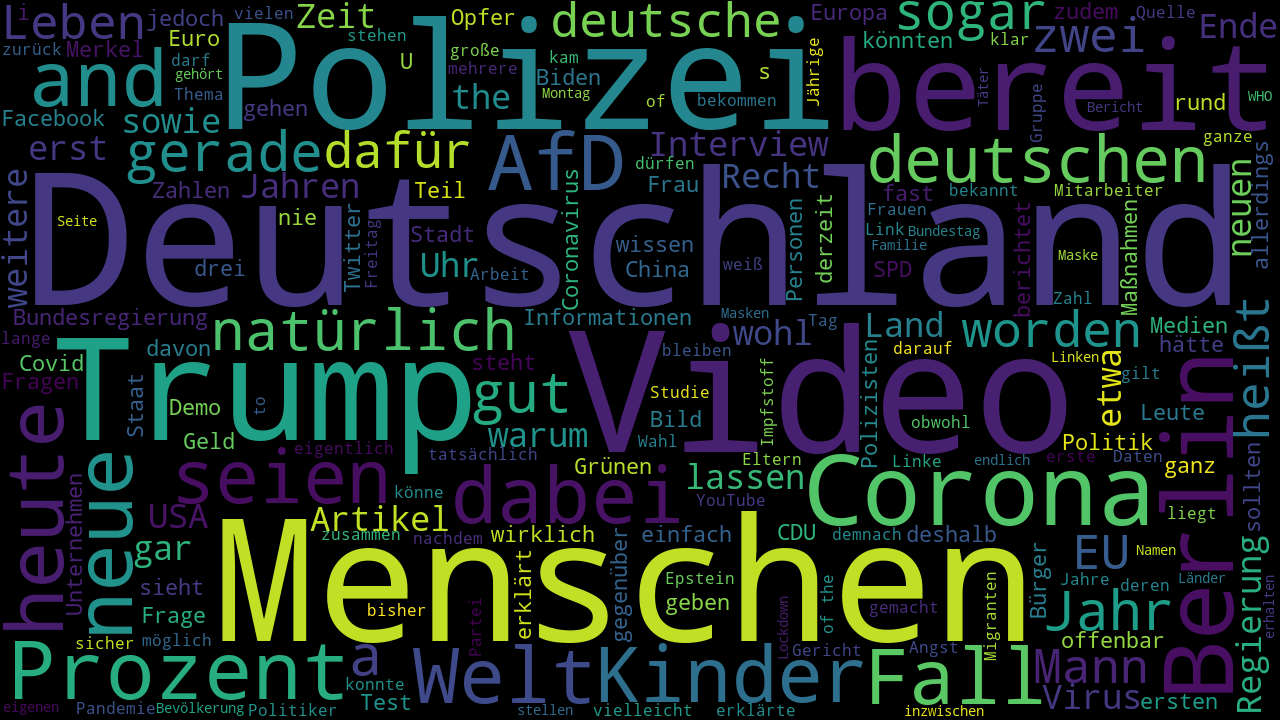 Leben
i
jedoch
vielen
Zeit
Opfer
deutsche
Europa
sogar
zudem
Quelle
Ende
zurück
Merkel
Euro
stehen
große
kam
könnten
klar
zwei
and
darf
gehört
Thema
Polizei
U
mehrere
Biden
Montag
s
Jährige
bereit
Täter
Bericht
WHO
Facebook
sowie
gehen
the
of
bekommen
Gruppe
rund
erst
gerade
dafür
AfD
Interview
dürfen
deutschen
ganze
neuen
allerdings
weitere
Zahlen
Jahren
Teil
Frau
Recht
fast
bekannt
Mitarbeiter
Deutschland
Seite
nie
Twitter
Freitag
Stadt
Coronavirus
wissen
Personen
derzeit
Frauen
Link
Bundestag
Familie
berichtet
Maske
Maßnahmen
drei
Uhr
Arbeit
China
weiß
SPD
Zahl
Bundesregierung
natürlich
Informationen
Masken
wohl
Tag
Land
worden
Medien
heißt
lange
Covid
davon
Trump
steht
Video
bleiben
darauf
Linken
hätte
Fragen
Staat
Demo
to
gut
Studie
Impfstoff
Polizisten
etwa
gilt
Geld
warum
Bild
obwohl
Leute
Berlin
heute
neue
eigentlich
tatsächlich
Wahl
Politik
seien
Grünen
Eltern
Linke
endlich
erste
Daten
ganz
Unternehmen
könne
dabei
lassen
YouTube
Corona
sollten
USA
Artikel
liegt
gar
zusammen
nachdem
wirklich
einfach
CDU
demnach
deshalb
EU
Namen
Menschen
erklärt
gegenüber
Epstein
Bürger
sieht
bisher
geben
of the
gemacht
Migranten
Jahre
deren
Länder
erhalten
Frage
Partei
Lockdown
Jahr
Regierung
sicher
möglich
Gericht
Angst
offenbar
Prozent
a
Welt
Kinder
Fall
Mann
konnte
Test
Virus
ersten
eigenen
Pandemie
Bevölkerung
Politiker
stellen
vielleicht
erklärte
inzwischen